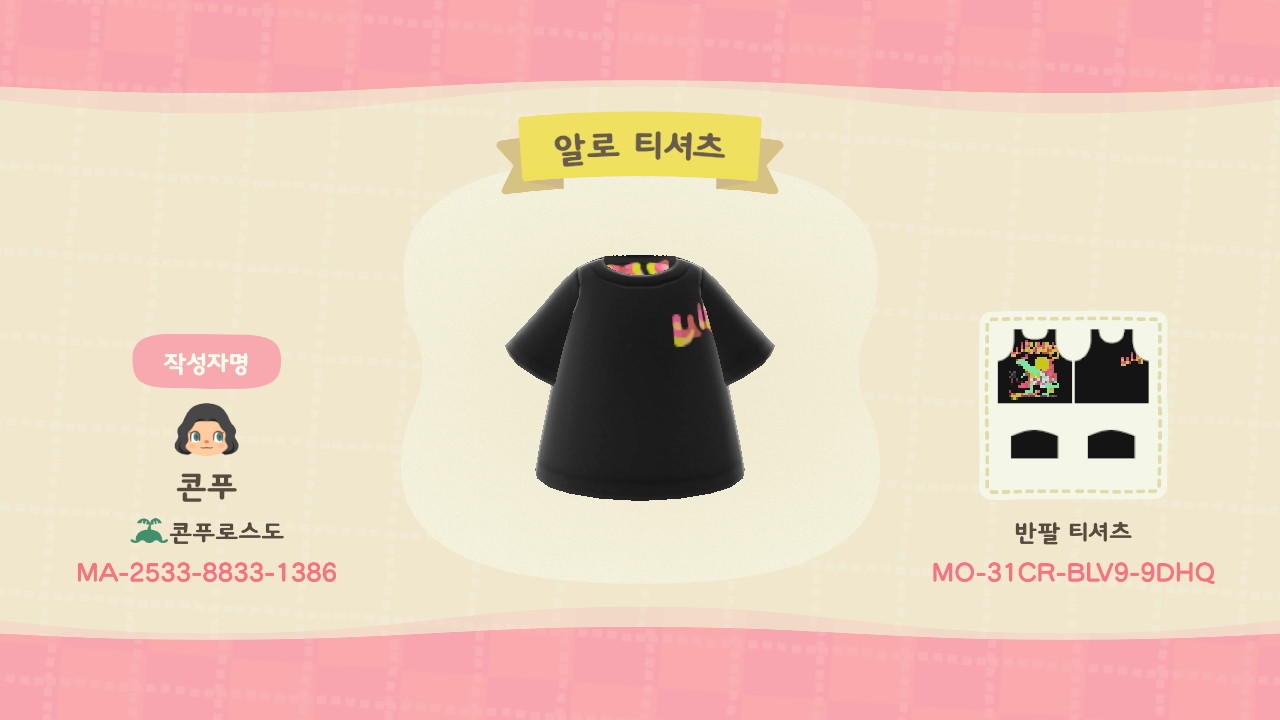 알로 티셔츠
작성자명
콘푸
콘푸로스도
MA-2533-8833-1386
반팔 티셔츠
MO-31CR-BLV9-9DHQ